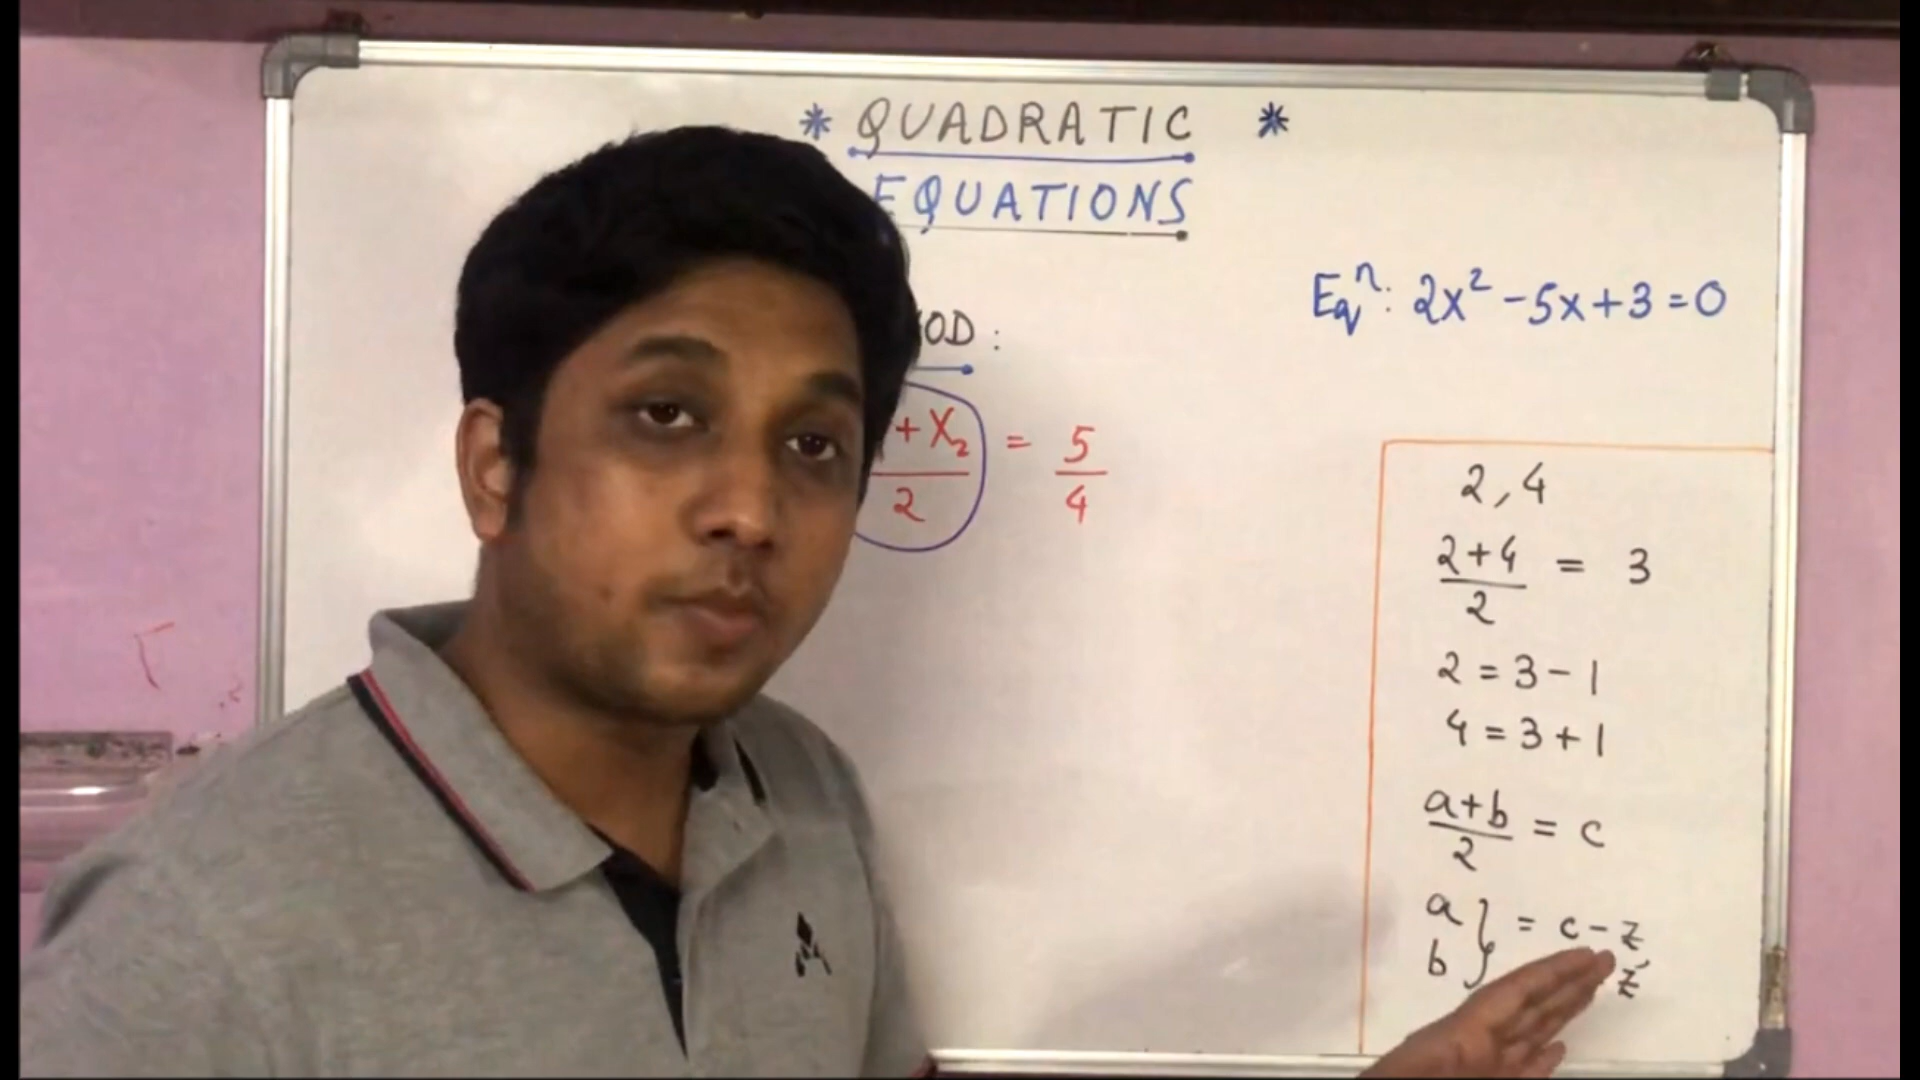 * QUADRATIC *
EQUATIONS
Eqⁿ: 2x² - 5x + 3 = 0
OD :
+ X₂ / 2 = 5 / 4
2, 4
2+4 / 2 = 3
2 = 3 - 1
4 = 3 + 1
a+b / 2 = c
a } = c - z
b } z